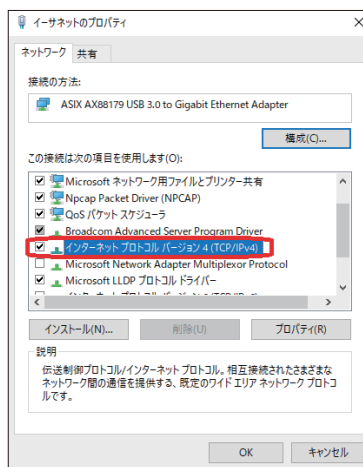 イーサネットのプロパティ
ネットワーク 共有
接続の方法:
ASIX AX88179 USB 3.0 to Gigabit Ethernet Adapter
構成(C)...
この接続は次の項目を使用します(O):
Microsoft ネットワーク用ファイルとプリンター共有
Npcap Packet Driver (NPCAP)
QoS パケット スケジューラ
Broadcom Advanced Server Program Driver
インターネット プロトコル バージョン 4 (TCP/IPv4)
Microsoft Network Adapter Multiplexor Protocol
Microsoft LLDP プロトコル ドライバー
インストール(N)... 削除(U) プロパティ(R)
説明
伝送制御プロトコル/インターネット プロトコル。相互接続されたさまざまな
ネットワーク間の通信を提供する、既定のワイド エリア ネットワーク プロトコ
ルです。
OK キャンセル